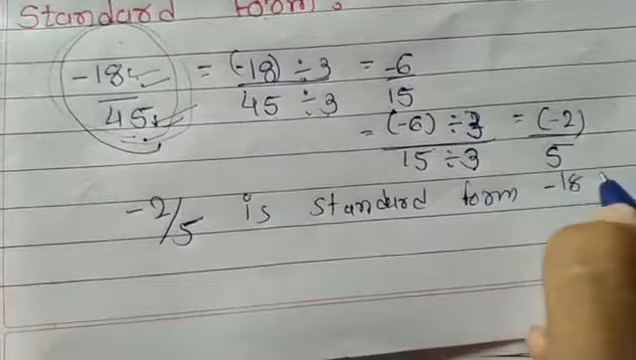 Standard form.
-18/45 = (-18) ÷ 3/45 ÷ 3 = -6/15
= (-6) ÷ 3/15 ÷ 3 = (-2)/5
-2/5 is standard form -18